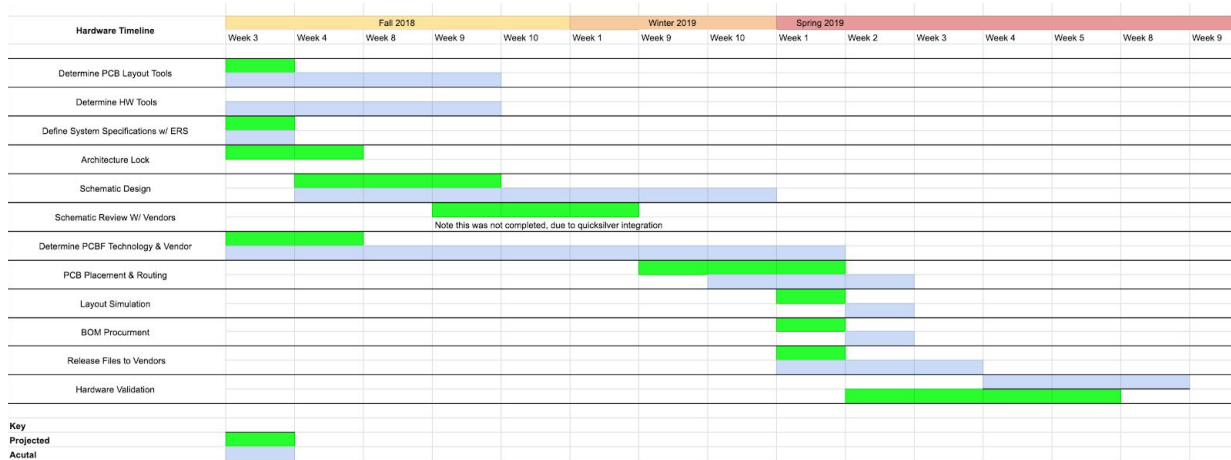 Hardware Timeline
Fall 2018 Winter 2019 Spring 2019
Week 3 Week 4 Week 8 Week 9 Week 10 Week 1 Week 9 Week 10 Week 1 Week 2 Week 3 Week 4 Week 5 Week 8 Week 9
Determine PCB Layout Tools
Determine HW Tools
Define System Specifications w/ ERS
Architecture Lock
Schematic Design
Schematic Review W/ Vendors
Note this was not completed, due to quicksilver integration
Determine PCBF Technology & Vendor
PCB Placement & Routing
Layout Simulation
BOM Procurment
Release Files to Vendors
Hardware Validation
Key
Projected
Acutal